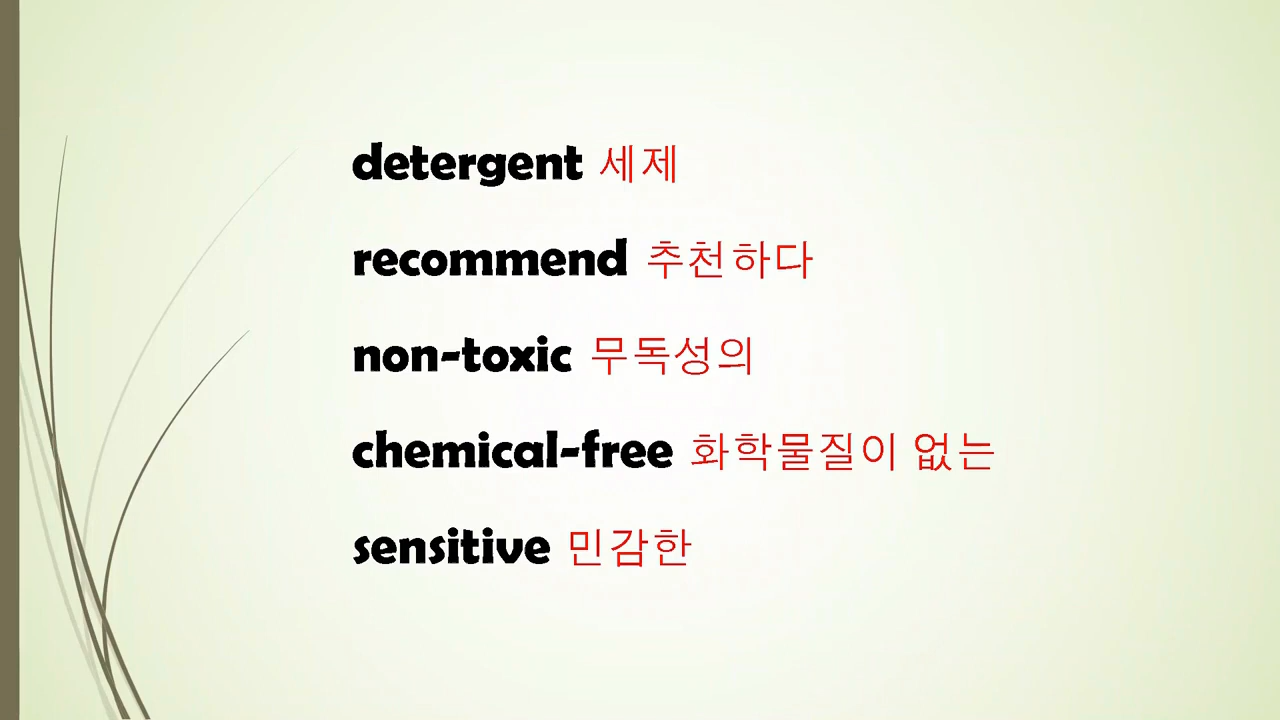 detergent 세제
recommend 추천하다
non-toxic 무독성의
chemical-free 화학물질이 없는
sensitive 민감한